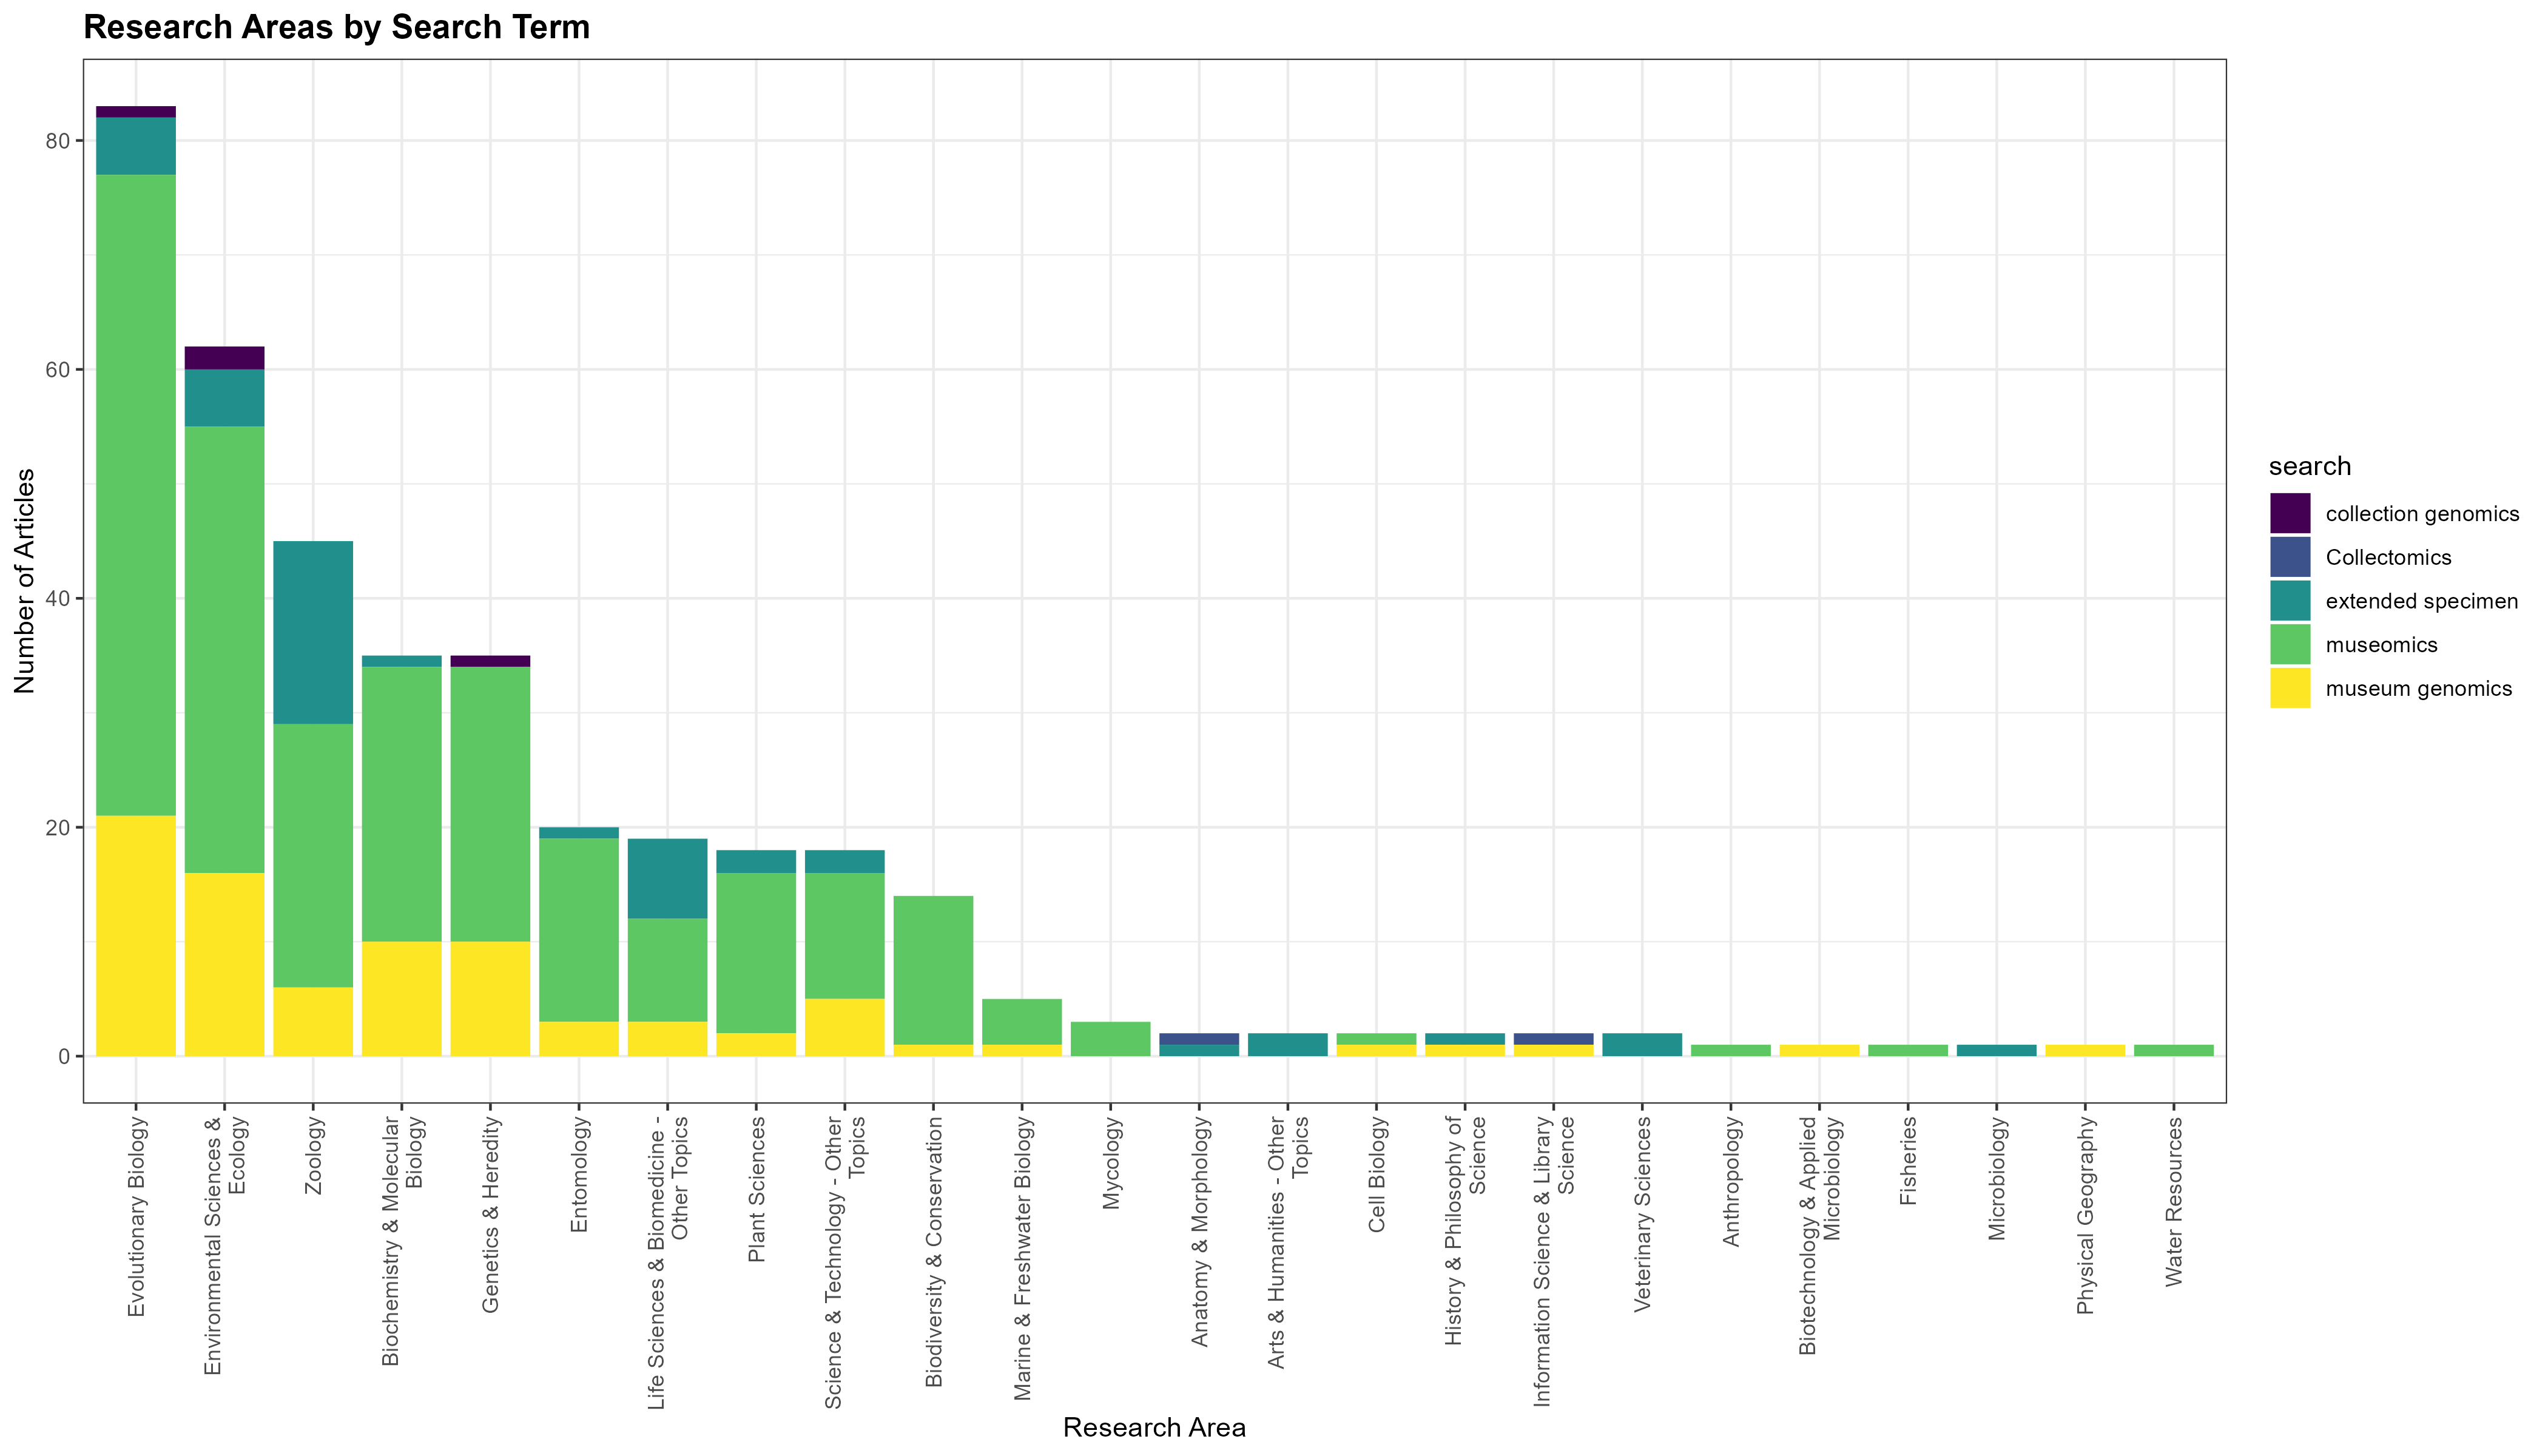 Research Areas by Search Term
Number of Articles
80
60
40
20
0
Evolutionary Biology
Environmental Sciences &
Ecology
Zoology
Biochemistry & Molecular
Biology
Genetics & Heredity
Entomology
Life Sciences & Biomedicine -
Other Topics
Plant Sciences
Science & Technology - Other
Topics
Biodiversity & Conservation
Marine & Freshwater Biology
Mycology
Anatomy & Morphology
Arts & Humanities - Other
Topics
Cell Biology
History & Philosophy of
Science
Information Science & Library
Science
Veterinary Sciences
Anthropology
Biotechnology & Applied
Microbiology
Fisheries
Microbiology
Physical Geography
Water Resources
Research Area
search
collection genomics
Collectomics
extended specimen
museomics
museum genomics